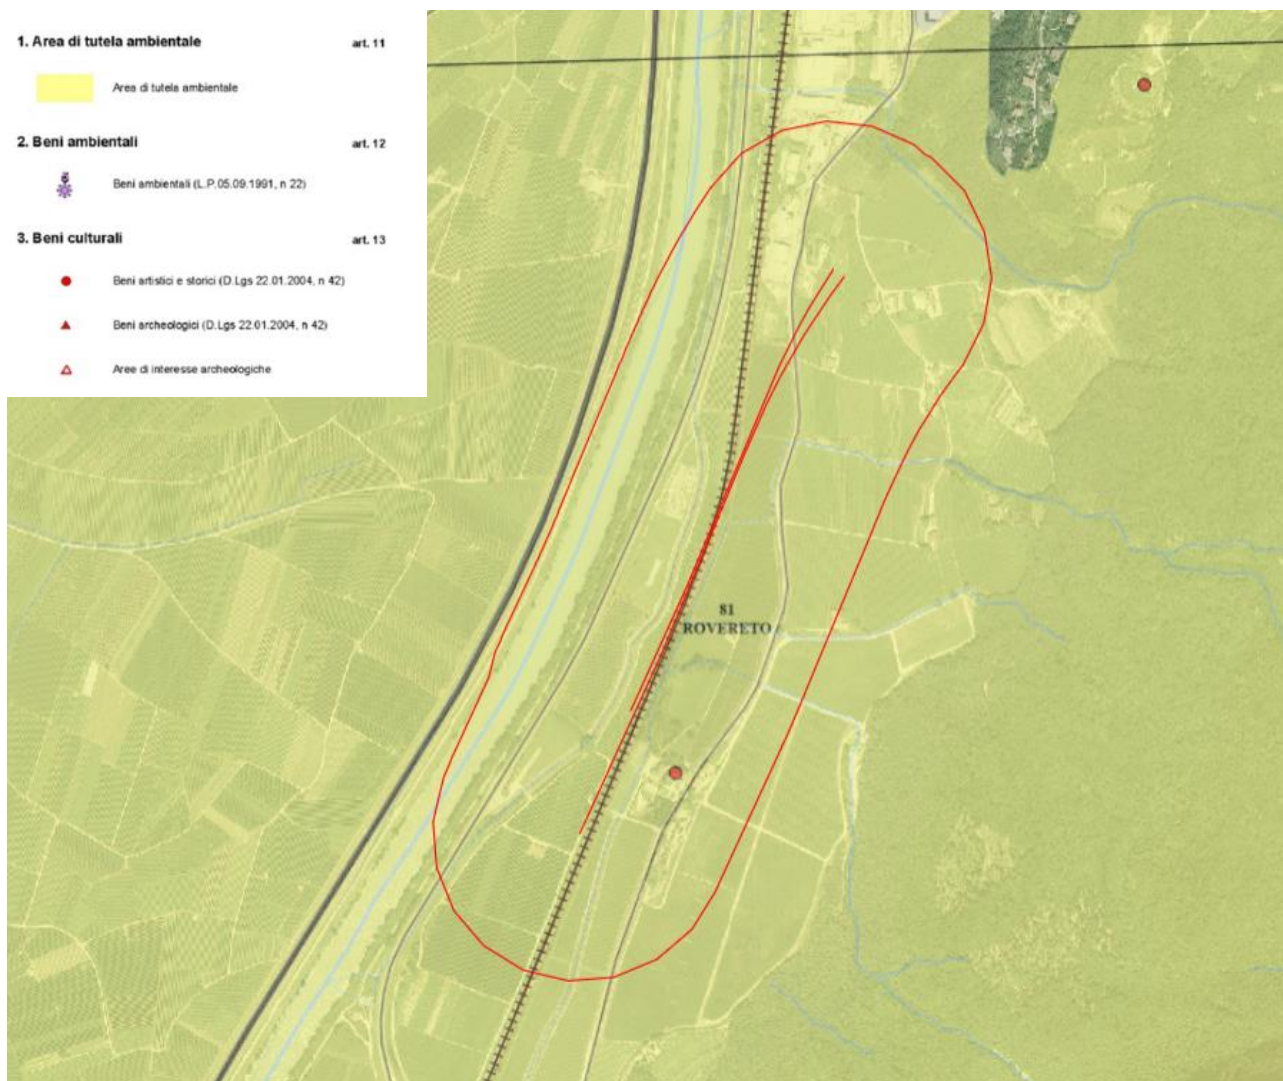 1. Area di tutela ambientale art. 11
Area di tutela ambientale
2. Beni ambientali art. 12
Beni ambientali (L.P.05.09.1991, n 22)
3. Beni culturali art. 13
Beni artistici e storici (D.Lgs 22.01.2004, n 42)
Beni archeologici (D.Lgs 22.01.2004, n 42)
Aree di interesse archeologiche
81
ROVERETO